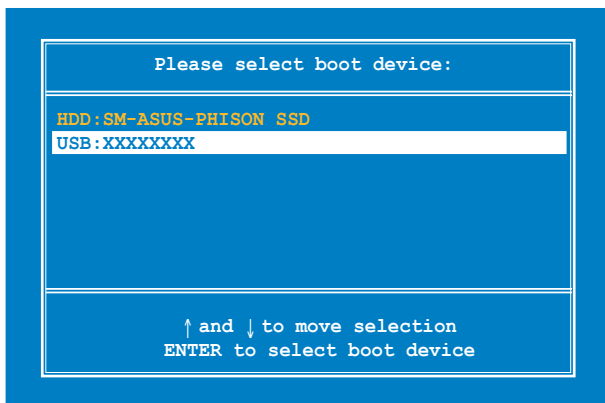 Please select boot device:
HDD:SM-ASUS-PHISON SSD
USB:XXXXXXXX
↑ and ↓ to move selection
ENTER to select boot device